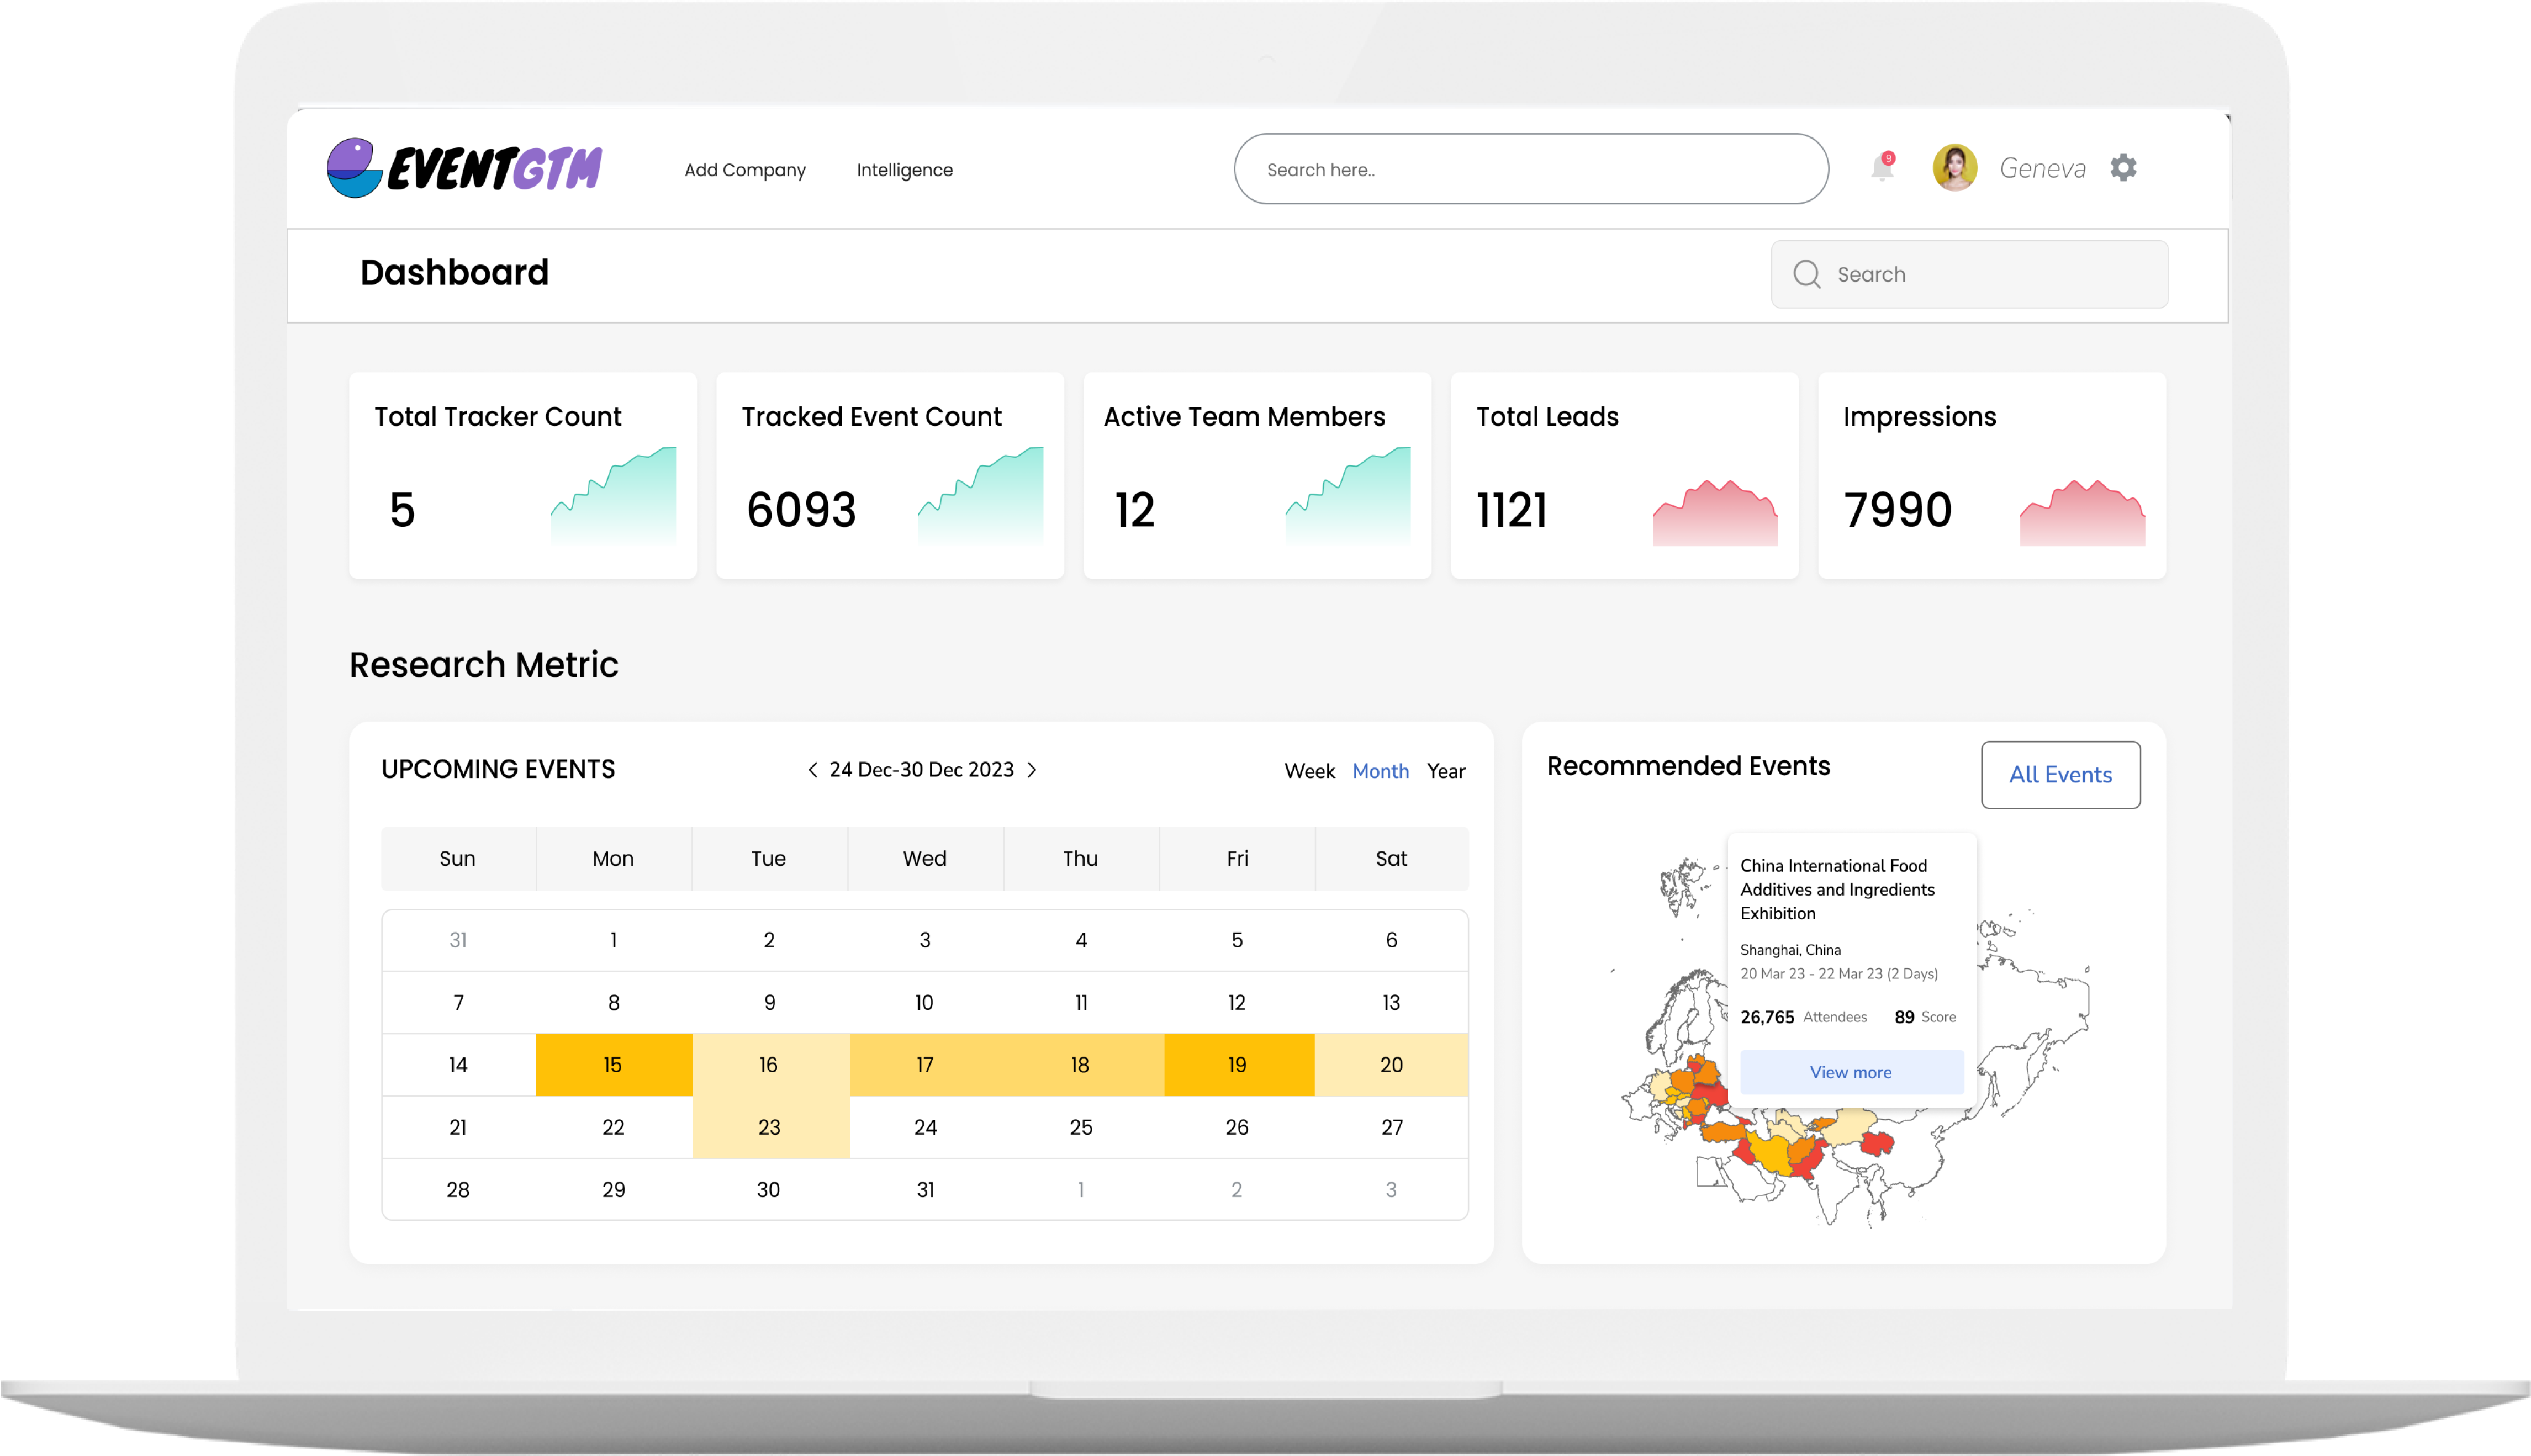 EVENTGTM
Add Company
Intelligence
Search here..
9
Geneva
Dashboard
Search
Total Tracker Count
5
Tracked Event Count
6093
Active Team Members
12
Total Leads
1121
Impressions
7990
Research Metric
UPCOMING EVENTS
24 Dec-30 Dec 2023
Week Month Year
Sun Mon Tue Wed Thu Fri Sat
31 1 2 3 4 5 6
7 8 9 10 11 12 13
14 15 16 17 18 19 20
21 22 23 24 25 26 27
28 29 30 31 1 2 3
Recommended Events
All Events
China International Food
Additives and Ingredients
Exhibition
Shanghai, China
20 Mar 23 - 22 Mar 23 (2 Days)
26,765 Attendees 89 Score
View more